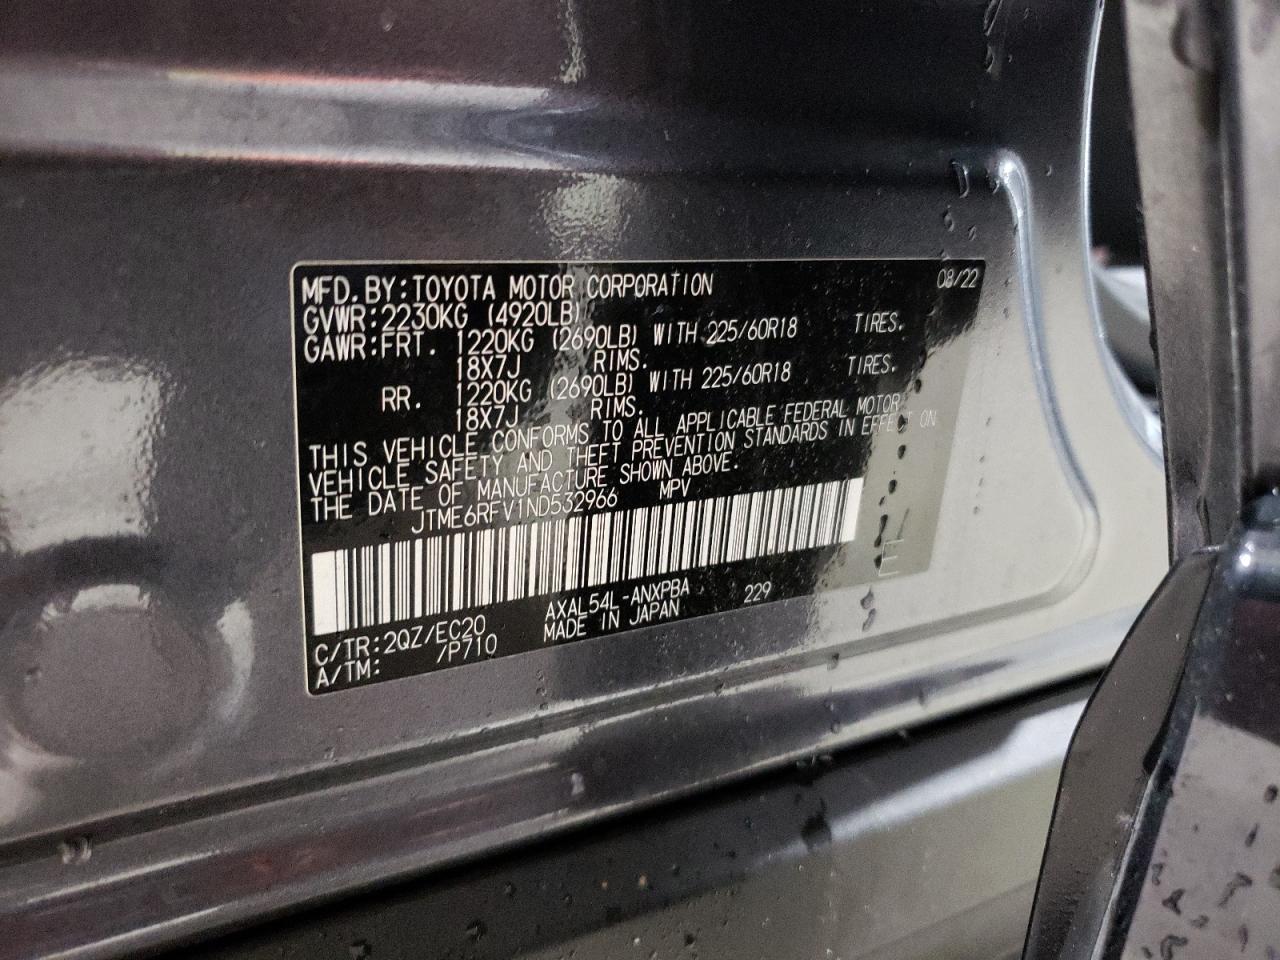 MFD.BY:TOYOTA MOTOR CORPORATION 08/22
GVWR:2230KG (4920LB)
GAWR:FRT. 1220KG (2690LB) WITH 225/60R18 TIRES.
18X7J RIMS.
RR. 1220KG (2690LB) WITH 225/60R18 TIRES.
18X7J RIMS.
THIS VEHICLE CONFORMS TO ALL APPLICABLE FEDERAL MOTOR
VEHICLE SAFETY AND THEFT PREVENTION STANDARDS IN EFFECT ON
THE DATE OF MANUFACTURE SHOWN ABOVE.
JTME6RFV1ND532966 MPV
C/TR:2QZ/EC20 AXAL54L-ANXPBA 229
A/TM: /P710 MADE IN JAPAN
E